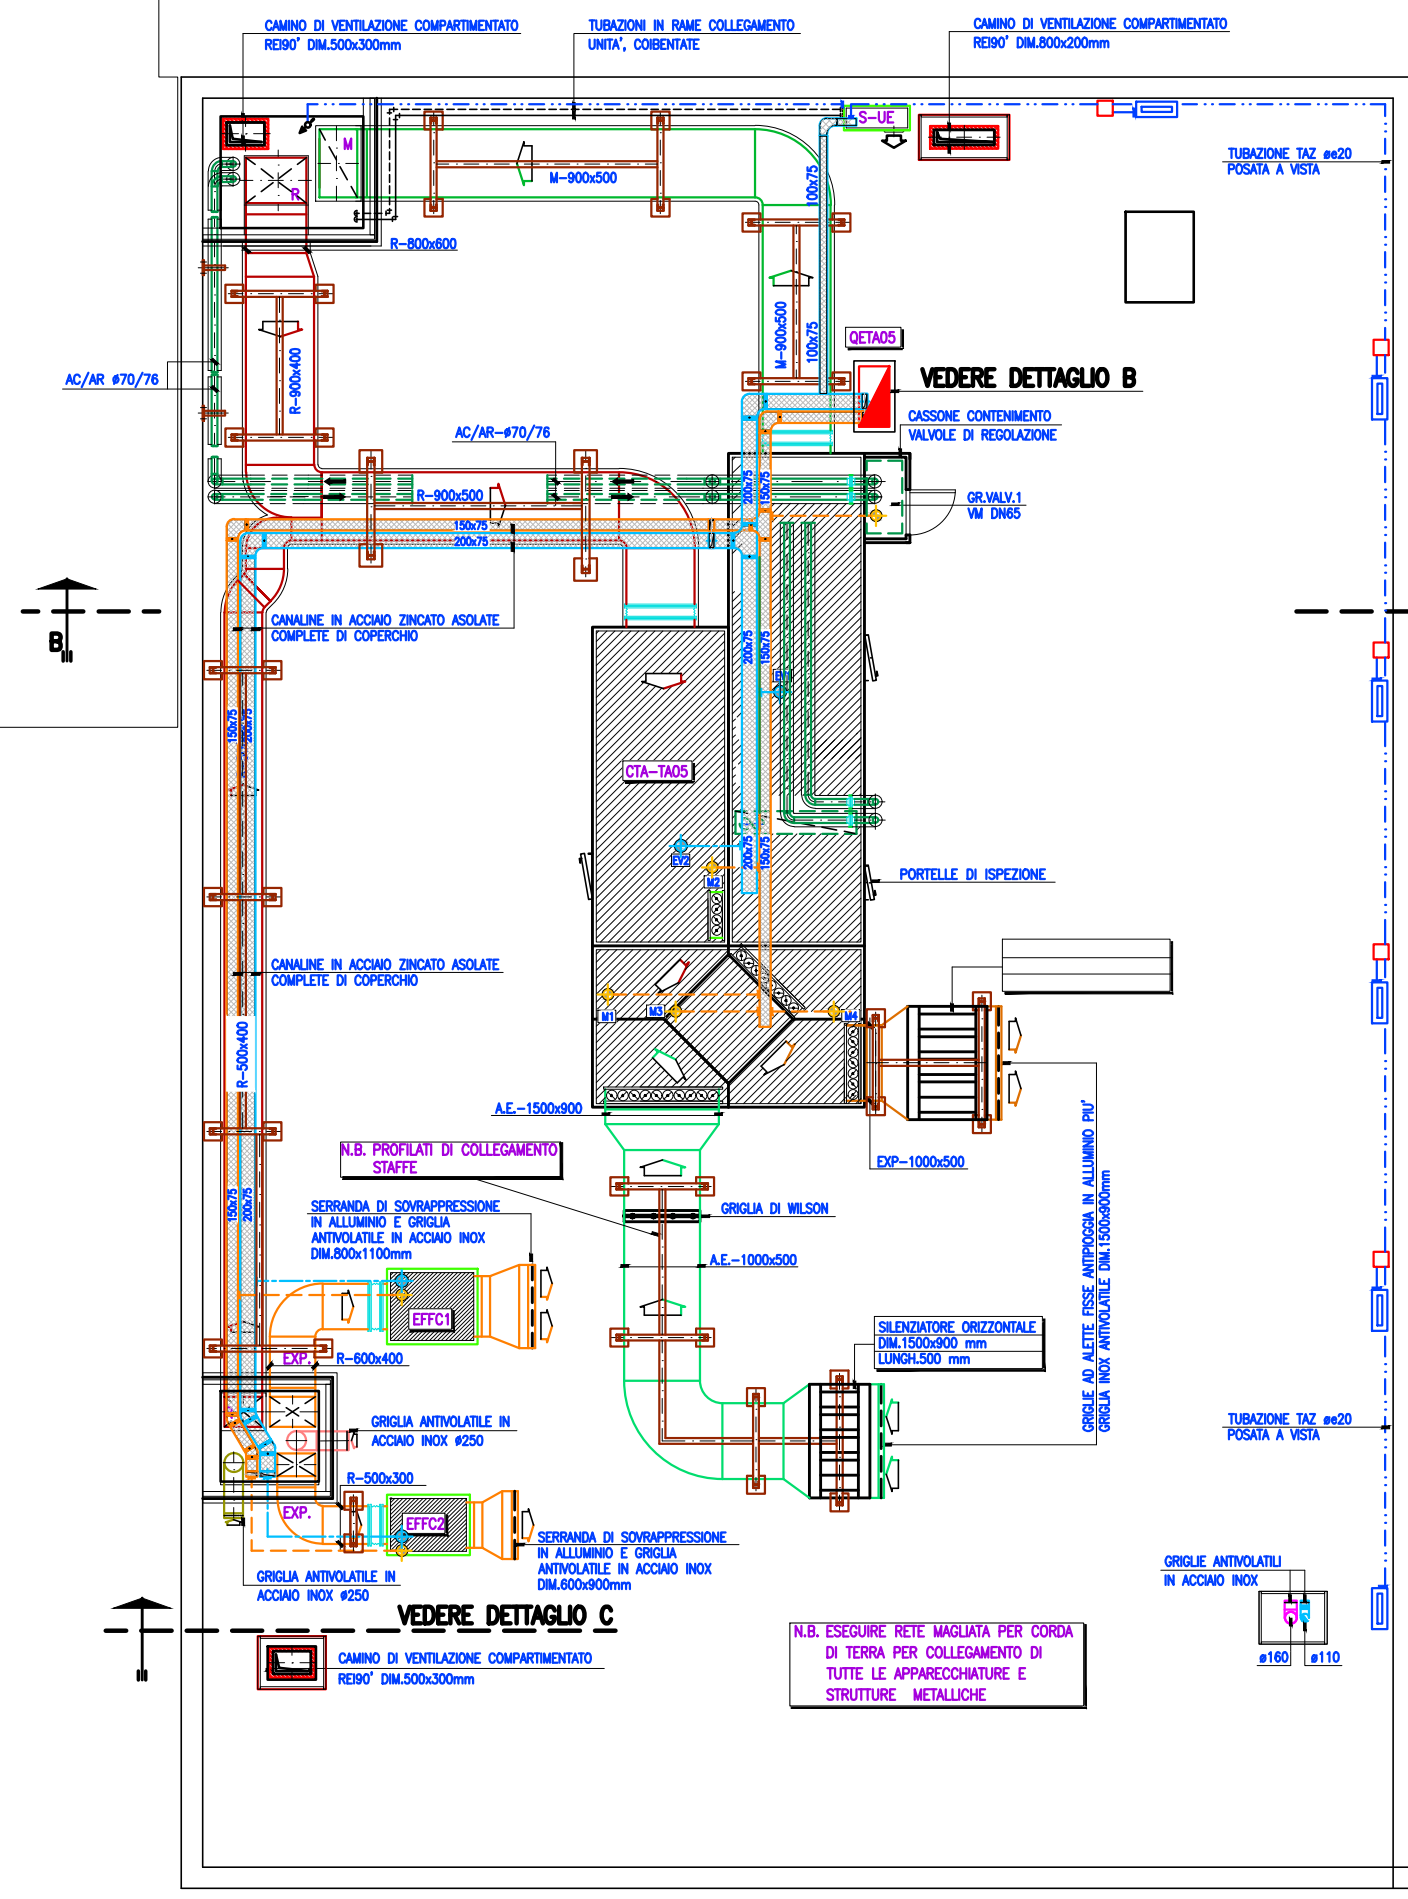 CAMINO DI VENTILAZIONE COMPARTIMENTATO
REI90' DIM.500x300mm
TUBAZIONI IN RAME COLLEGAMENTO
UNITA', COIBENTATE
CAMINO DI VENTILAZIONE COMPARTIMENTATO
REI90' DIM.800x200mm
S-UE
M
R
M-900x500
100x75
TUBAZIONE TAZ øe20
POSATA A VISTA
R-800x600
M-900x500
100x75
QETA05
R-900x400
AC/AR ø70/76
VEDERE DETTAGLIO B
CASSONE CONTENIMENTO
VALVOLE DI REGOLAZIONE
AC/AR-ø70/76
R-900x500
200x75
150x75
GR.VALV.1
VM DN65
150x75
200x75
B
CANALINE IN ACCIAIO ZINCATO ASOLATE
COMPLETE DI COPERCHIO
200x75
150x75
EV1
150x75
200x75
CTA-TA05
EV2
200x75
150x75
M2
PORTELLE DI ISPEZIONE
CANALINE IN ACCIAIO ZINCATO ASOLATE
COMPLETE DI COPERCHIO
M1
M3
M4
R-500x400
A.E.-1500x900
EXP-1000x500
GRIGLIE AD ALETTE FISSE ANTIPIOGGIA IN ALLUMINIO PIU'
GRIGLIA INOX ANTIVOLATILE DIM.1500x900mm
N.B. PROFILATI DI COLLEGAMENTO
STAFFE
150x75
200x75
SERRANDA DI SOVRAPPRESSIONE
IN ALLUMINIO E GRIGLIA
ANTIVOLATILE IN ACCIAIO INOX
DIM.800x1100mm
GRIGLIA DI WILSON
A.E.-1000x500
EFFC1
EXP.
R-600x400
SILENZIATORE ORIZZONTALE
DIM.1500x900 mm
LUNGH.500 mm
GRIGLIA ANTIVOLATILE IN
ACCIAIO INOX ø250
TUBAZIONE TAZ øe20
POSATA A VISTA
R-500x300
EXP.
EFFC2
SERRANDA DI SOVRAPPRESSIONE
IN ALLUMINIO E GRIGLIA
ANTIVOLATILE IN ACCIAIO INOX
DIM.600x900mm
GRIGLIA ANTIVOLATILE IN
ACCIAIO INOX ø250
GRIGLIE ANTIVOLATILI
IN ACCIAIO INOX
VEDERE DETTAGLIO C
N.B. ESEGUIRE RETE MAGLIATA PER CORDA
DI TERRA PER COLLEGAMENTO DI
TUTTE LE APPARECCHIATURE E
STRUTTURE METALLICHE
CAMINO DI VENTILAZIONE COMPARTIMENTATO
REI90' DIM.500x300mm
ø160
ø110